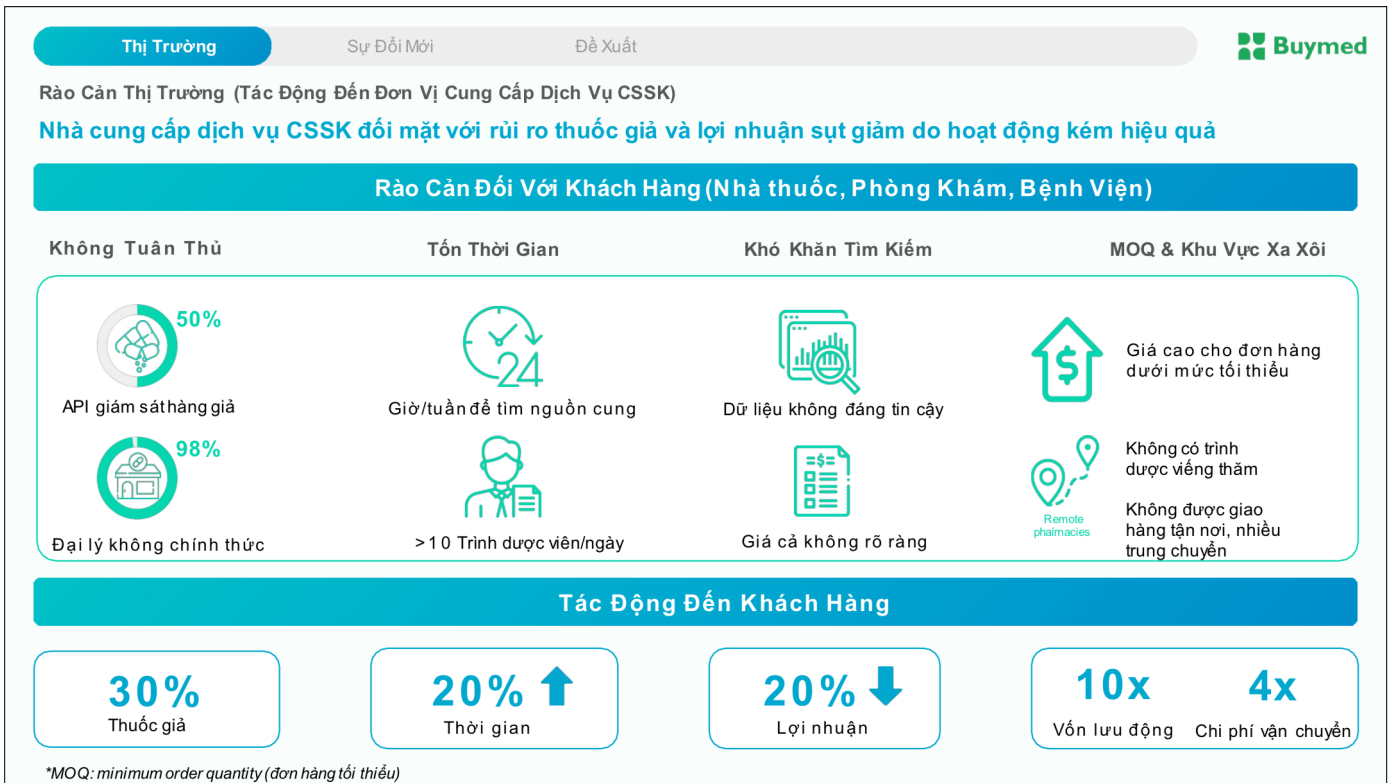 Thị Trường
Sự Đổi Mới
Đề Xuất
Buymed
Rào Cản Thị Trường (Tác Động Đến Đơn Vị Cung Cấp Dịch Vụ CSSK)
Nhà cung cấp dịch vụ CSSK đối mặt với rủi ro thuốc giả và lợi nhuận sụt giảm do hoạt động kém hiệu quả
Rào Cản Đối Với Khách Hàng (Nhà thuốc, Phòng Khám, Bệnh Viện)
Không Tuân Thủ
Tốn Thời Gian
Khó Khăn Tìm Kiếm
MOQ & Khu Vực Xa Xôi
50%
API giám sát hàng giả
24
Giờ/tuần để tìm nguồn cung
Dữ liệu không đáng tin cậy
$
Giá cao cho đơn hàng
dưới mức tối thiểu
98%
Đại lý không chính thức
>10 Trình dược viên/ngày
=$=
Giá cả không rõ ràng
Remote
phaímacies
Không có trình
dược viếng thăm
Không được giao
hàng tận nơi, nhiều
trung chuyển
Tác Động Đến Khách Hàng
30%
Thuốc giả
20%
Thời gian
20%
Lợi nhuận
10x
Vốn lưu động
4x
Chi phí vận chuyển
*MOQ: minimum order quantity (đơn hàng tối thiểu)